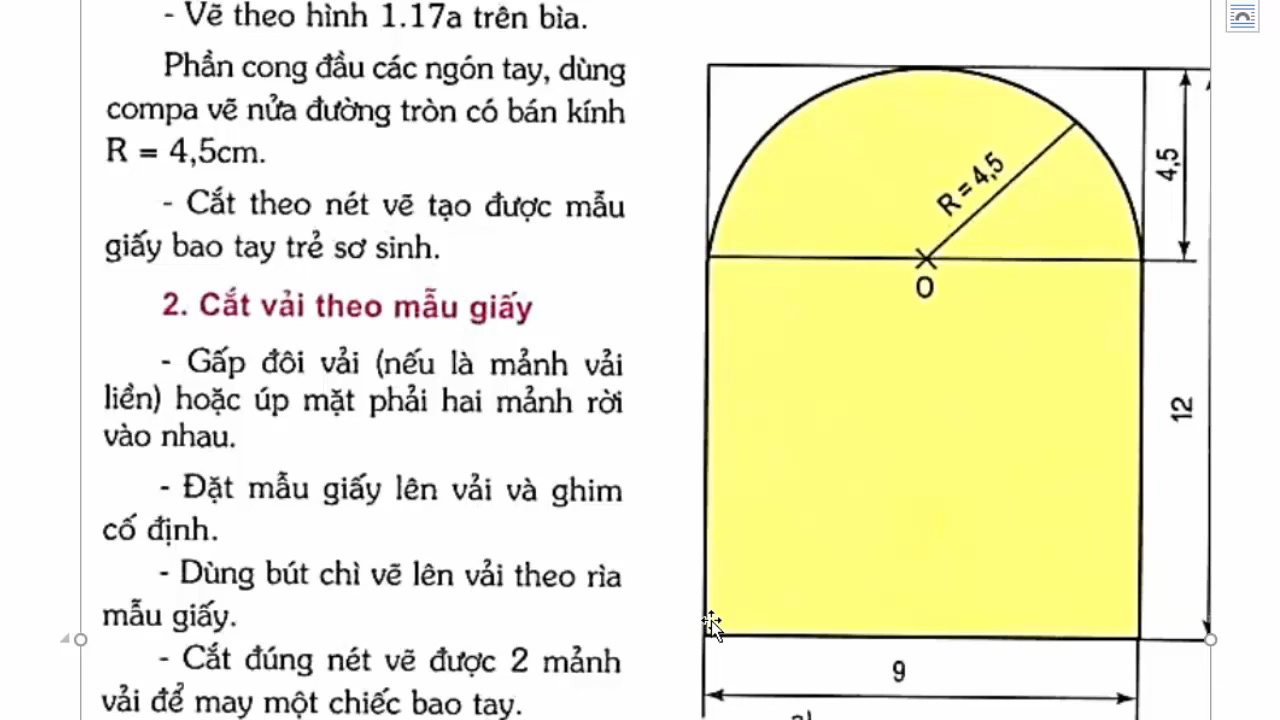 - Vẽ theo hình 1.17a trên bìa.
Phần cong đầu các ngón tay, dùng
compa vẽ nửa đường tròn có bán kính
R = 4,5cm.
- Cắt theo nét vẽ tạo được mẫu
giấy bao tay trẻ sơ sinh.
2. Cắt vải theo mẫu giấy
- Gấp đôi vải (nếu là mảnh vải
liền) hoặc úp mặt phải hai mảnh rời
vào nhau.
- Đặt mẫu giấy lên vải và ghim
cố định.
- Dùng bút chì vẽ lên vải theo rìa
mẫu giấy.
- Cắt đúng nét vẽ được 2 mảnh
vải để may một chiếc bao tay.
R = 4,5
4,5
O
12
9